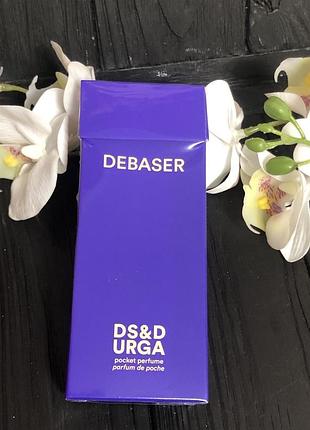 DEBASER
DS&D
URGA
pocket perfume
parfum de poche